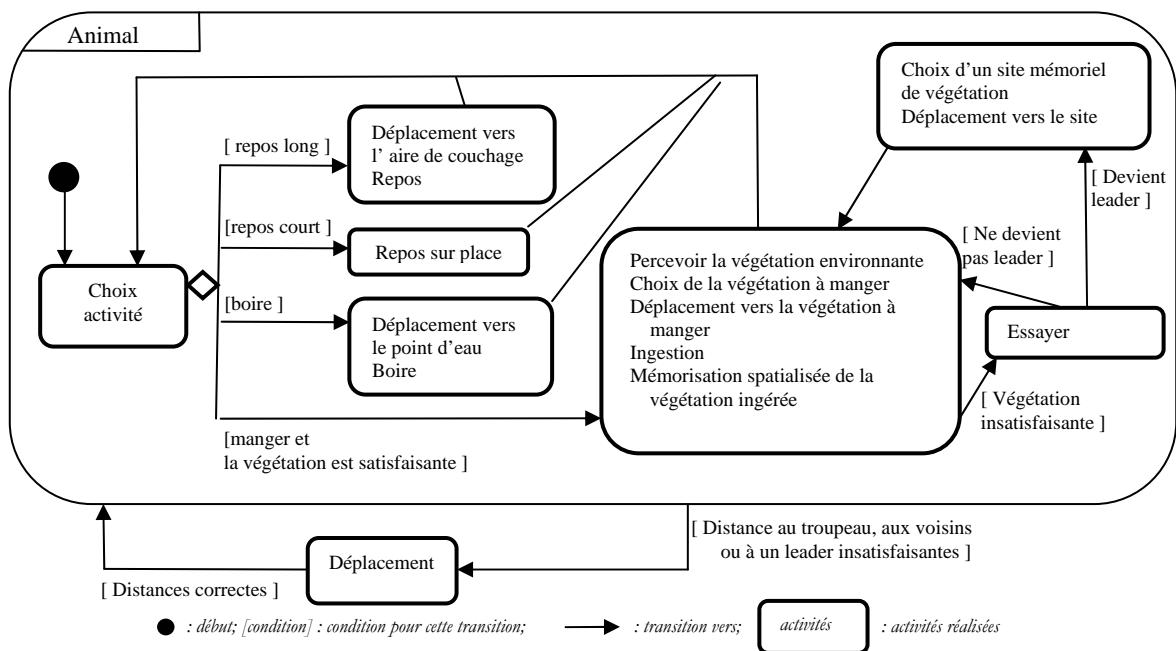 Animal
Choix d'un site mémoriel
de végétation
Déplacement vers le site
[ repos long ]
Déplacement vers
l' aire de couchage
Repos
[ Devient
leader ]
[repos court ]
Repos sur place
[ Ne devient
pas leader ]
Choix
activité
Percevoir la végétation environnante
Choix de la végétation à manger
Déplacement vers la végétation à
manger
Ingestion
Mémorisation spatialisée de la
végétation ingérée
[boire ]
Déplacement vers
le point d'eau
Boire
Essayer
[ Végétation
insatisfaisante ]
[manger et
la végétation est satisfaisante ]
[ Distance au troupeau, aux voisins
ou à un leader insatisfaisantes ]
Déplacement
[ Distances correctes ]
: début; [condition] : condition pour cette transition;
: transition vers;
activités
: activités réalisées